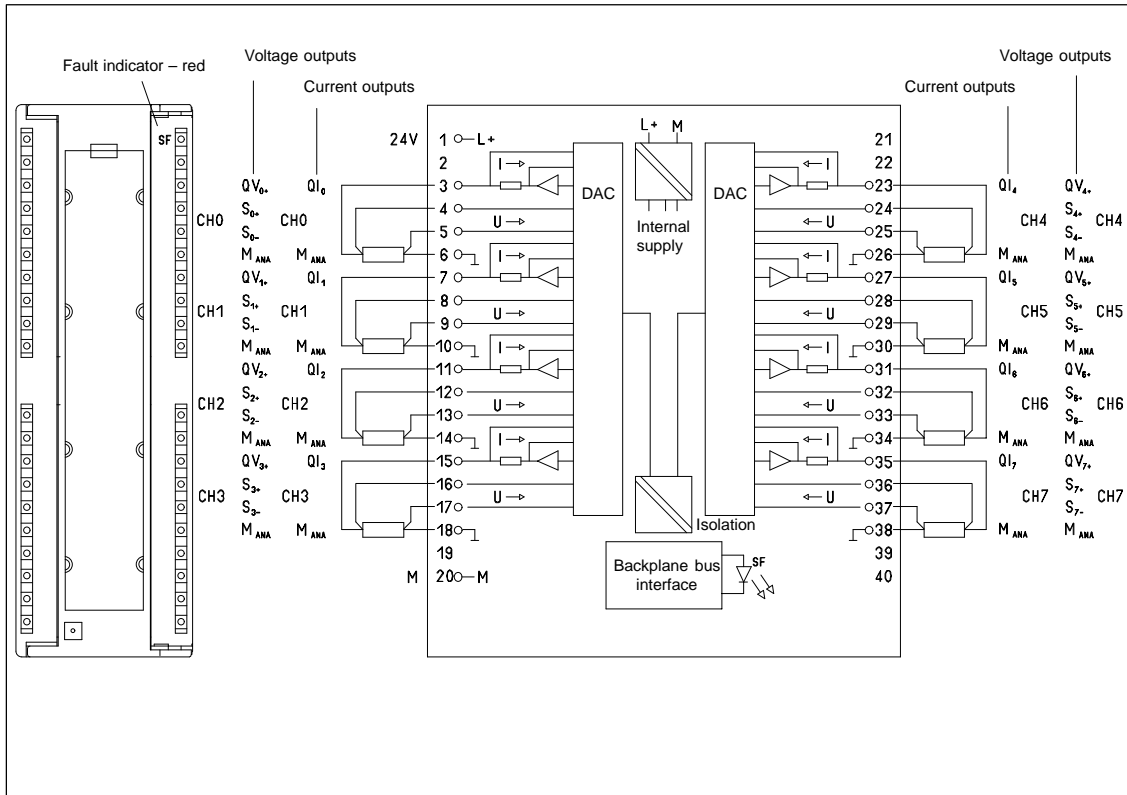 Voltage outputs
Fault indicator – red
Current outputs
Voltage outputs
Current outputs
SF
24V 1 L+
L+ M
21
2 I
I 22
QV0+ QI0 3
DAC
DAC
23 QI4 QV4+
S0+ 4
24 S4+
CH0 CH0
CH4 CH4
S0- 5 U
Internal supply
U 25 S4-
MANA MANA 6
26 MANA MANA
QV1+ QI1 7 I
I 27 QI5 QV5+
S1+ 8
28 S5+
CH1 CH1
CH5 CH5
S1- 9 U
U 29 S5-
MANA MANA 10
30 MANA MANA
QV2+ QI2 11 I
I 31 QI6 QV6+
S2+ 12
32 S6+
CH2 CH2
CH6 CH6
S2- 13 U
U 33 S6-
MANA MANA 14
34 MANA MANA
QV3+ QI3 15 I
I 35 QI7 QV7+
S3+ 16
36 S7+
CH3 CH3
CH7 CH7
S3- 17 U
U 37 S7-
Isolation
MANA MANA 18
38 MANA MANA
19
39
M 20 M
Backplane bus
interface
SF
40